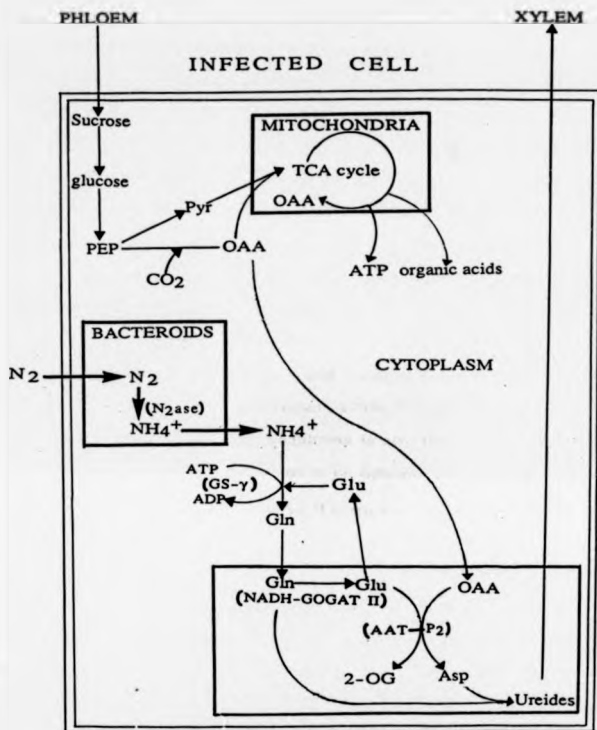 PHLOEM XYLEM
INFECTED CELL
Sucrose
MITOCHONDRIA
TCA cycle
glucose
OAA
Pyr
PEP OAA
CO2
ATP organic acids
BACTEROIDS
CYTOPLASM
N2 N2
(N2ase)
NH4+ NH4+
ATP
(GS-γ) Glu
ADP
Gln
Gln Glu OAA
(NADH-GOGAT II)
(AAT-P2)
2-OG Asp
Ureides